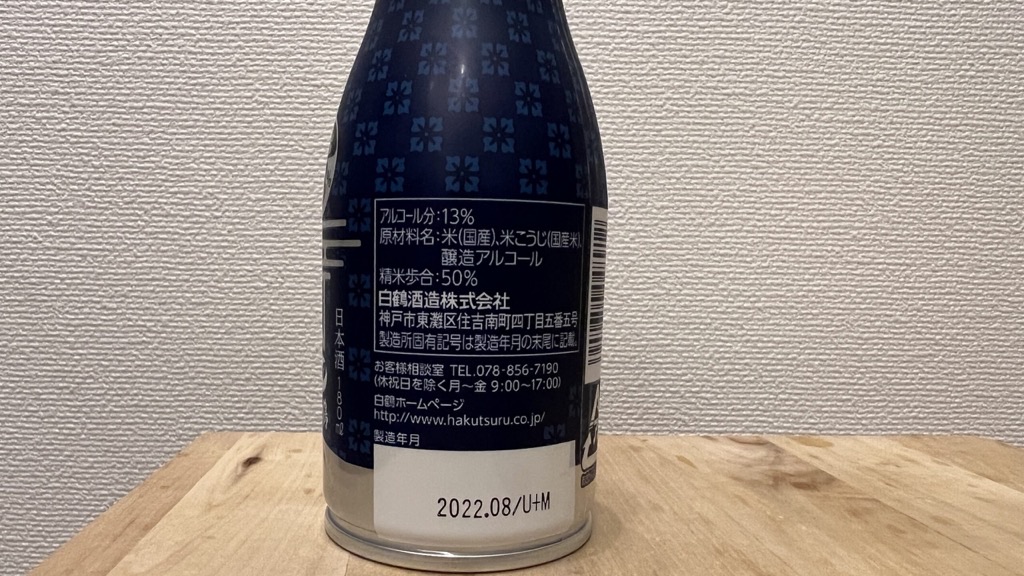 アルコール分:13%
原材料名:米(国産)、米こうじ(国産米)、
醸造アルコール
精米歩合:50%
白鶴酒造株式会社
神戸市東灘区住吉南町四丁目五番五号
製造所固有記号は製造年月の末尾に記載。
お客様相談室 TEL.078-856-7190
(休祝日を除く月〜金 9:00〜17:00)
白鶴ホームページ
http://www.hakutsuru.co.jp/
製造年月
2022.08/U+M
日本酒 180ml